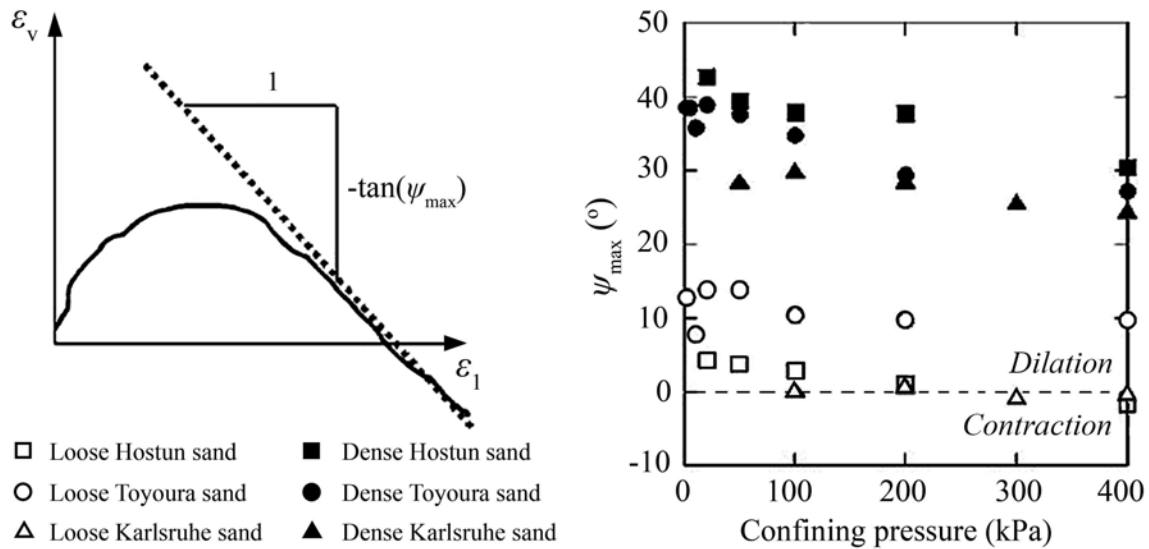 ε_v
1
-tan(ψ_max)
ε_1
Loose Hostun sand
Dense Hostun sand
Loose Toyoura sand
Dense Toyoura sand
Loose Karlsruhe sand
Dense Karlsruhe sand
ψ_max (°)
50
40
30
20
10
0
-10
Dilation
Contraction
0 100 200 300 400
Confining pressure (kPa)